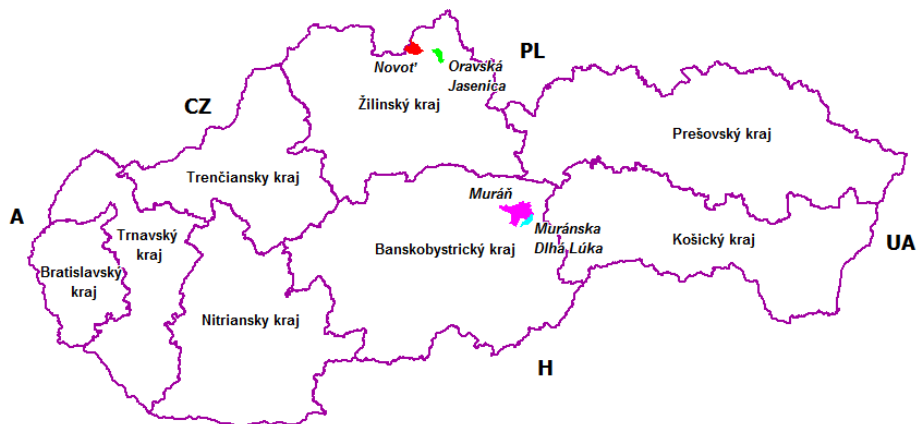 PL
Novoť
Oravská
Jasenica
CZ
Žilinský kraj
Prešovský kraj
Trenčiansky kraj
Muráň
A
Trnavský
kraj
Muránska
Dlhá Lúka
Banskobystrický kraj
Košický kraj
UA
Bratislavský
kraj
Nitriansky kraj
H